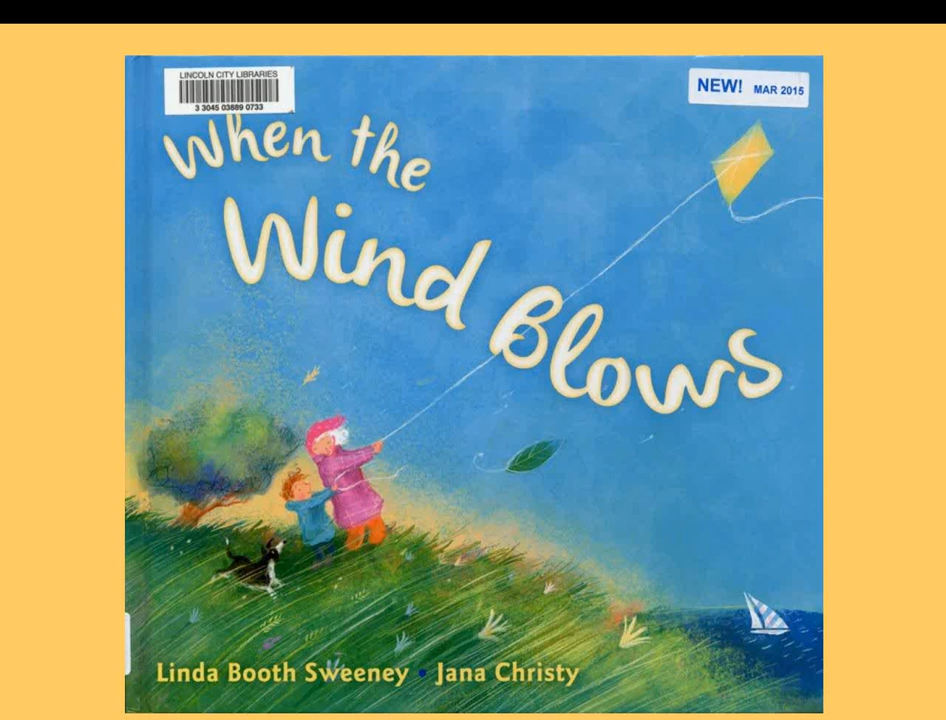 LINCOLN CITY LIBRARIES
3 3045 03889 0733
NEW! MAR 2015
When the
Wind Blows
Linda Booth Sweeney • Jana Christy